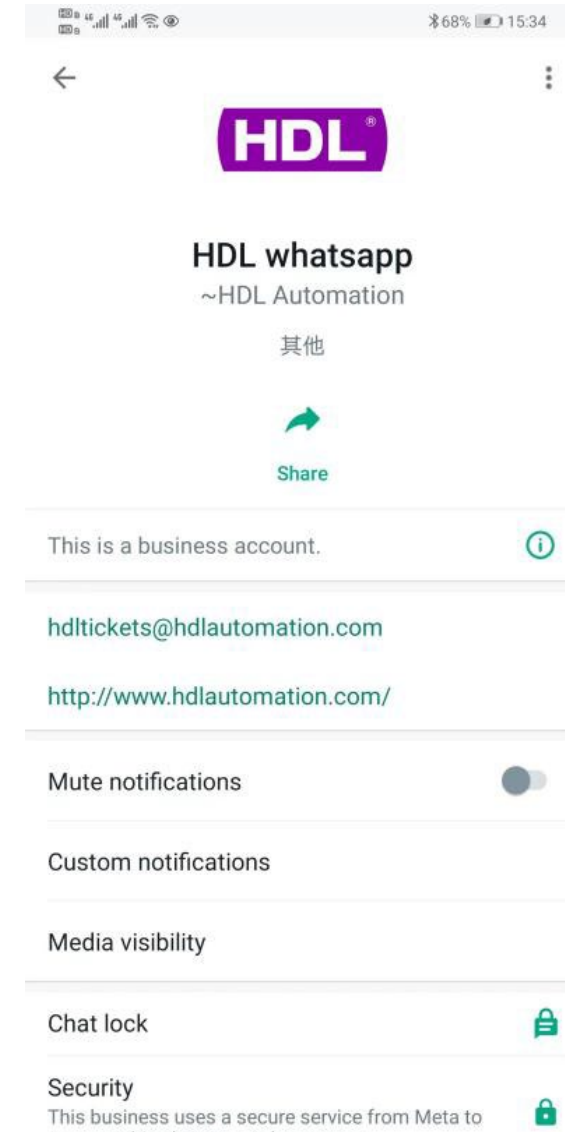 68% 15:34
HDL®
HDL whatsapp
~HDL Automation
其他
Share
This is a business account.
hdltickets@hdlautomation.com
http://www.hdlautomation.com/
Mute notifications
Custom notifications
Media visibility
Chat lock
Security
This business uses a secure service from Meta to